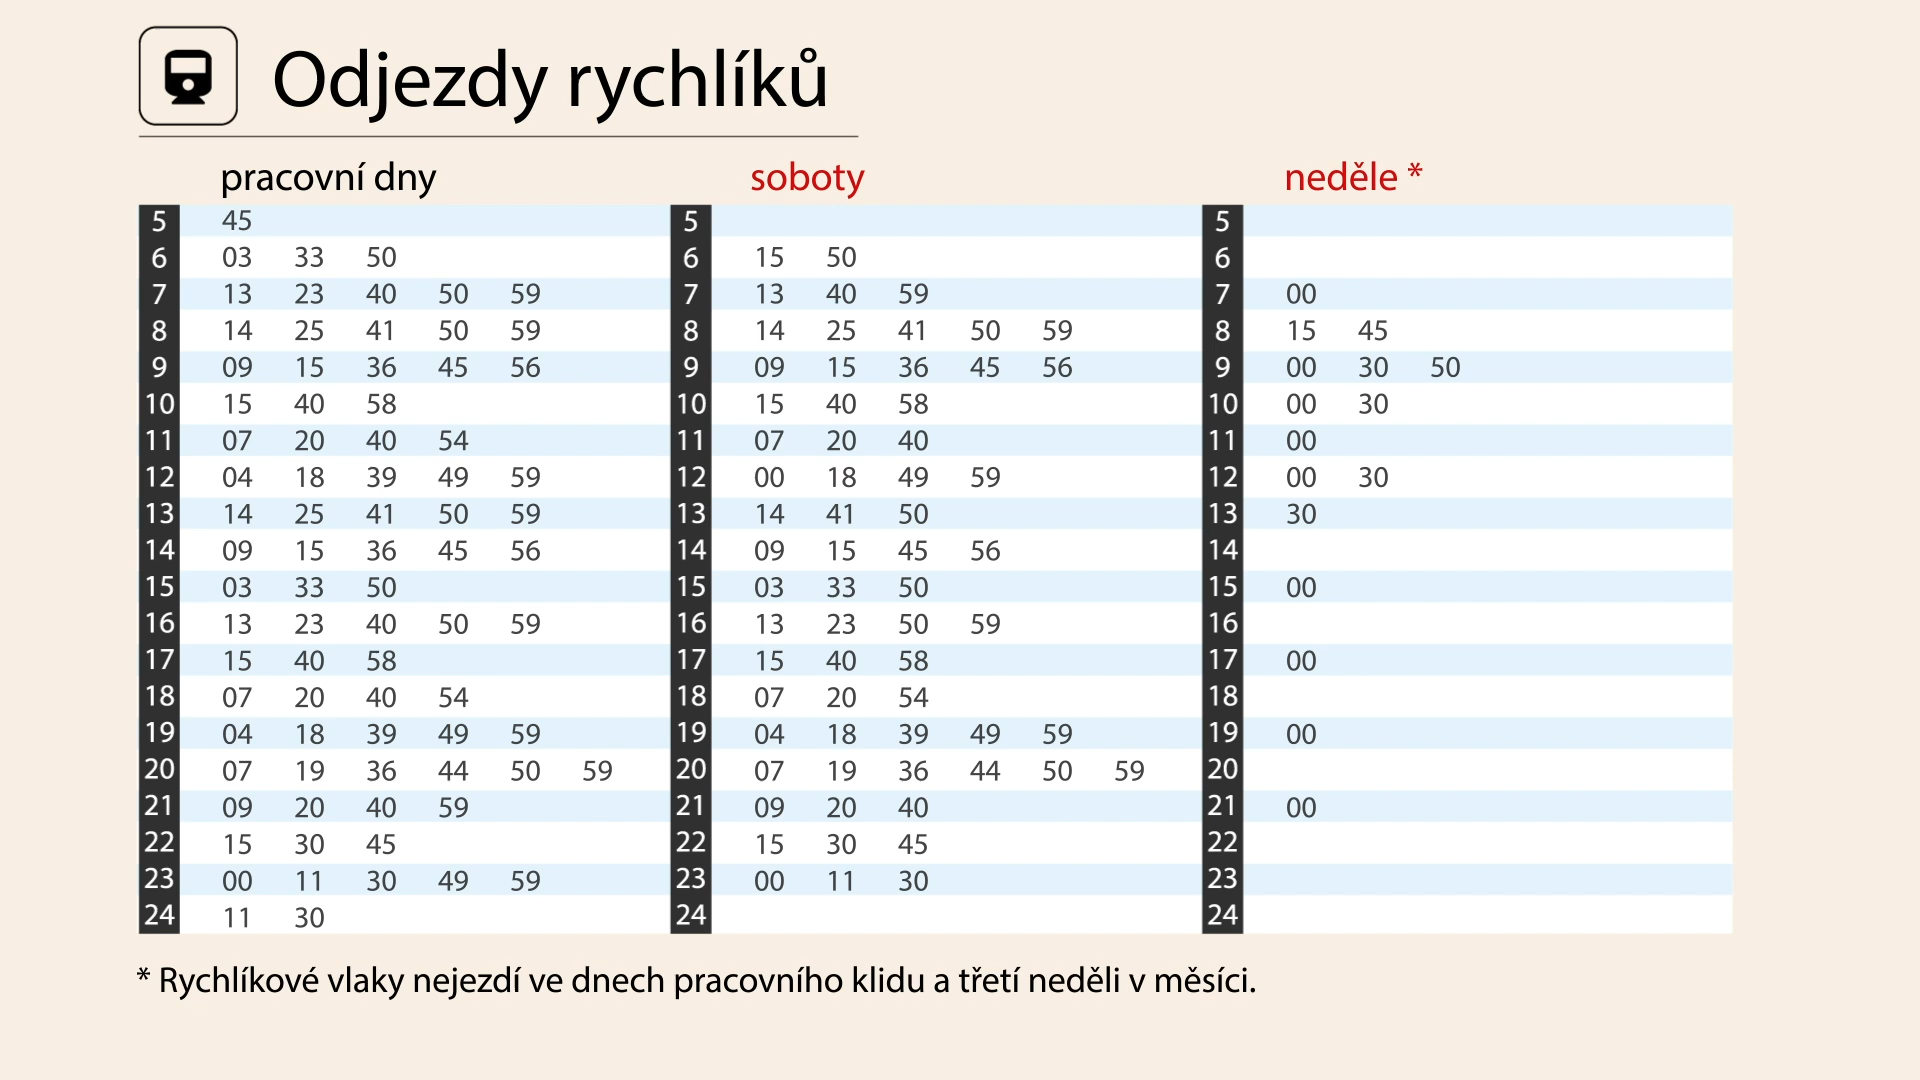 Odjezdy rychlíků
pracovní dny soboty neděle *
5 45 5 5
6 03 33 50 6 15 50 6
7 13 23 40 50 59 7 13 40 59 7 00
8 14 25 41 50 59 8 14 25 41 50 59 8 15 45
9 09 15 36 45 56 9 09 15 36 45 56 9 00 30 50
10 15 40 58 10 15 40 58 10 00 30
11 07 20 40 54 11 07 20 40 11 00
12 04 18 39 49 59 12 00 18 49 59 12 00 30
13 14 25 41 50 59 13 14 41 50 13 30
14 09 15 36 45 56 14 09 15 45 56 14
15 03 33 50 15 03 33 50 15 00
16 13 23 40 50 59 16 13 23 50 59 16
17 15 40 58 17 15 40 58 17 00
18 07 20 40 54 18 07 20 54 18
19 04 18 39 49 59 19 04 18 39 49 59 19 00
20 07 19 36 44 50 59 20 07 19 36 44 50 59 20
21 09 20 40 59 21 09 20 40 21 00
22 15 30 45 22 15 30 45 22
23 00 11 30 49 59 23 00 11 30 23
24 11 30 24 24
* Rychlíkové vlaky nejezdí ve dnech pracovního klidu a třetí neděli v měsíci.